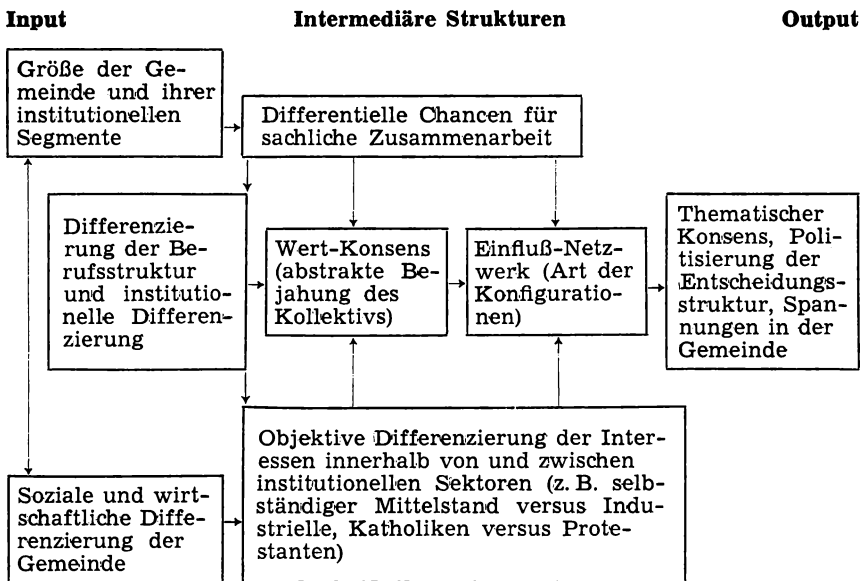 Input Intermediäre Strukturen Output
Größe der Ge-
meinde und ihrer
institutionellen
Segmente
Differentielle Chancen für
sachliche Zusammenarbeit
Differenzie-
rung der Be-
rufsstruktur
und institutio-
nelle Differen-
zierung
Wert-Konsens
(abstrakte Be-
jahung des
Kollektivs)
Einfluß-Netz-
werk (Art der
Konfiguratio-
nen)
Thematischer
Konsens, Poli-
tisierung der
Entscheidungs-
struktur, Span-
nungen in der
Gemeinde
Objektive Differenzierung der Inter-
essen innerhalb von und zwischen
institutionellen Sektoren (z. B. selb-
ständiger Mittelstand versus Indu-
strielle, Katholiken versus Prote-
stanten)
Soziale und wirt-
schaftliche Diffe-
renzierung der
Gemeinde